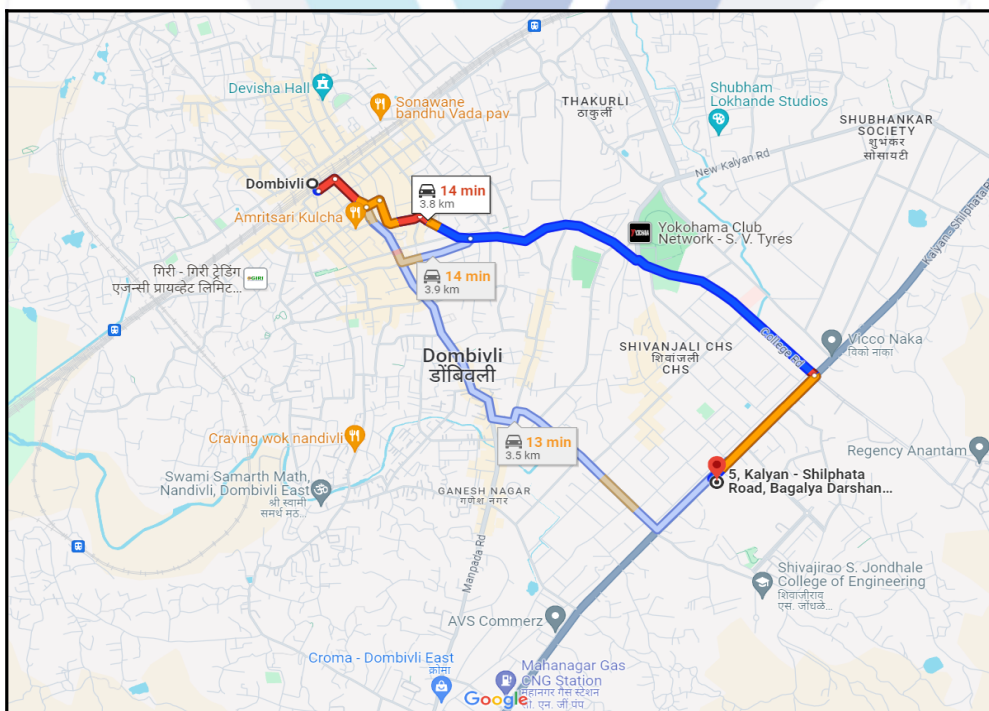 Devisha Hall
Sonawane
bandhu Vada pav
THAKURLI
ठाकुर्ली
Shubham
Lokhande Studios
SHUBHANKAR
SOCIETY
शुभंकर
सोसायटी
New Kalyan Rd
Dombivli
14 min
3.8 km
Kalyan - Shilphata R
Amritsari Kulcha
Yokohama Club
Network - S. V. Tyres
गिरी - गिरी ट्रेडिंग
एजन्सी प्रायव्हेट लिमिट...
GIRI
14 min
3.9 km
Dombivli
डोंबिवली
SHIVANJALI CHS
शिवांजली
CHS
College Rd
Vicco Naka
विको नाका
Craving wok nandivli
13 min
3.5 km
Regency Anantam
Swami Samarth Math,
Nandivli, Dombivli East
श्री स्वामी
समर्थ मठ...
GANESH NAGAR
गणेश नगर
5, Kalyan - Shilphata
Road, Bagalya Darshan...
Manpada Rd
Shivajirao S. Jondhale
College of Engineering
शिवाजीराव
एस. जोंधळे...
AVS Commerz
Croma - Dombivli East
क्रोमा
Mahanagar Gas
CNG Station
महानगर गॅस स्टेशन
सी. एन. जी पंप
Google